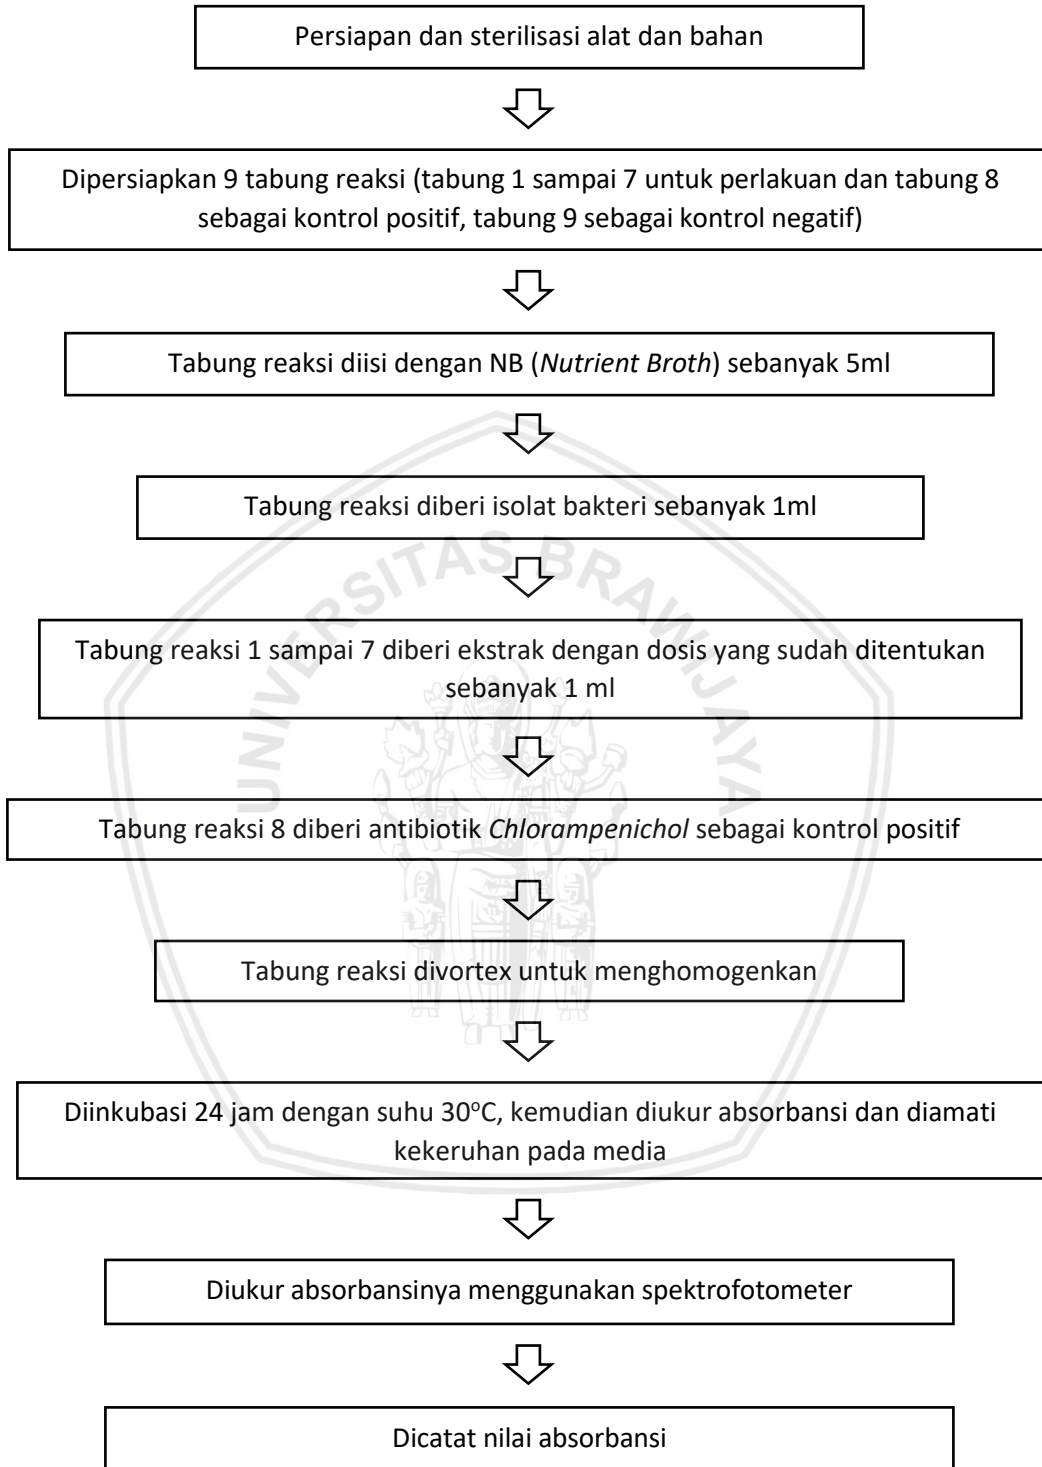 Persiapan dan sterilisasi alat dan bahan
Dipersiapkan 9 tabung reaksi (tabung 1 sampai 7 untuk perlakuan dan tabung 8
sebagai kontrol positif, tabung 9 sebagai kontrol negatif)
Tabung reaksi diisi dengan NB (Nutrient Broth) sebanyak 5ml
Tabung reaksi diberi isolat bakteri sebanyak 1ml
UNIVERSITAS BRAWIJAYA
Tabung reaksi 1 sampai 7 diberi ekstrak dengan dosis yang sudah ditentukan
sebanyak 1 ml
Tabung reaksi 8 diberi antibiotik Chlorampenichol sebagai kontrol positif
Tabung reaksi divortex untuk menghomogenkan
Diinkubasi 24 jam dengan suhu 30°C, kemudian diukur absorbansi dan diamati
kekeruhan pada media
Diukur absorbansinya menggunakan spektrofotometer
Dicatat nilai absorbansi